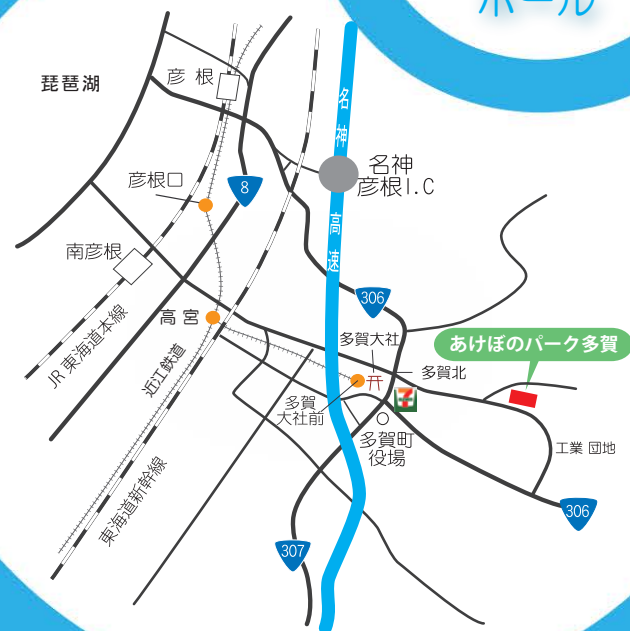 ホール
琵琶湖
彦根
名神高速
名神
彦根I.C
彦根口
8
南彦根
306
高宮
多賀大社
あけぼのパーク多賀
JR東海道本線
近江鉄道
多賀北
多賀
大社前
7
多賀町
役場
工業団地
東海道新幹線
306
307